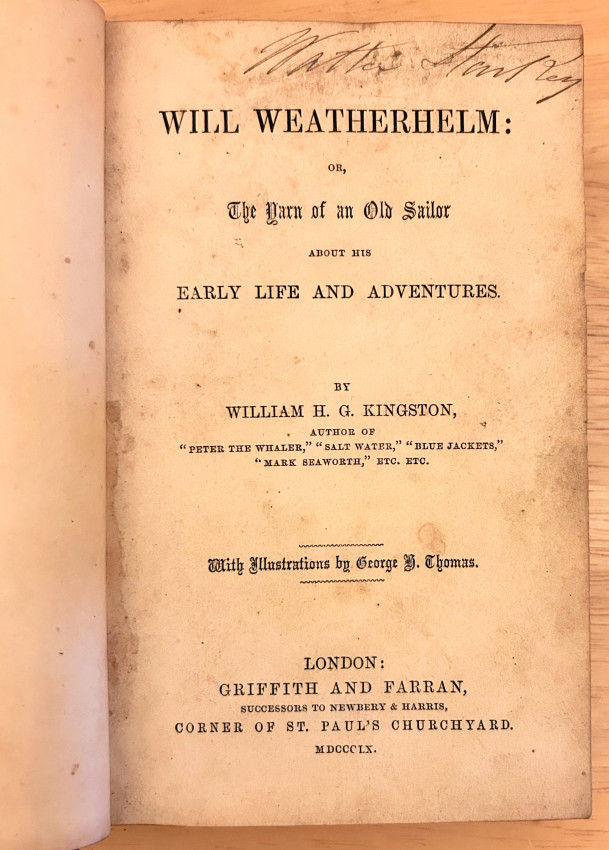 Walter Starkey
WILL WEATHERHELM:
OR,
The Yarn of an Old Sailor
ABOUT HIS
EARLY LIFE AND ADVENTURES.
BY
WILLIAM H. G. KINGSTON,
AUTHOR OF
"PETER THE WHALER," "SALT WATER," "BLUE JACKETS,"
"MARK SEAWORTH," ETC. ETC.
With Illustrations by George H. Thomas.
LONDON:
GRIFFITH AND FARRAN,
SUCCESSORS TO NEWBERY & HARRIS,
CORNER OF ST. PAUL'S CHURCHYARD.
MDCCCLX.